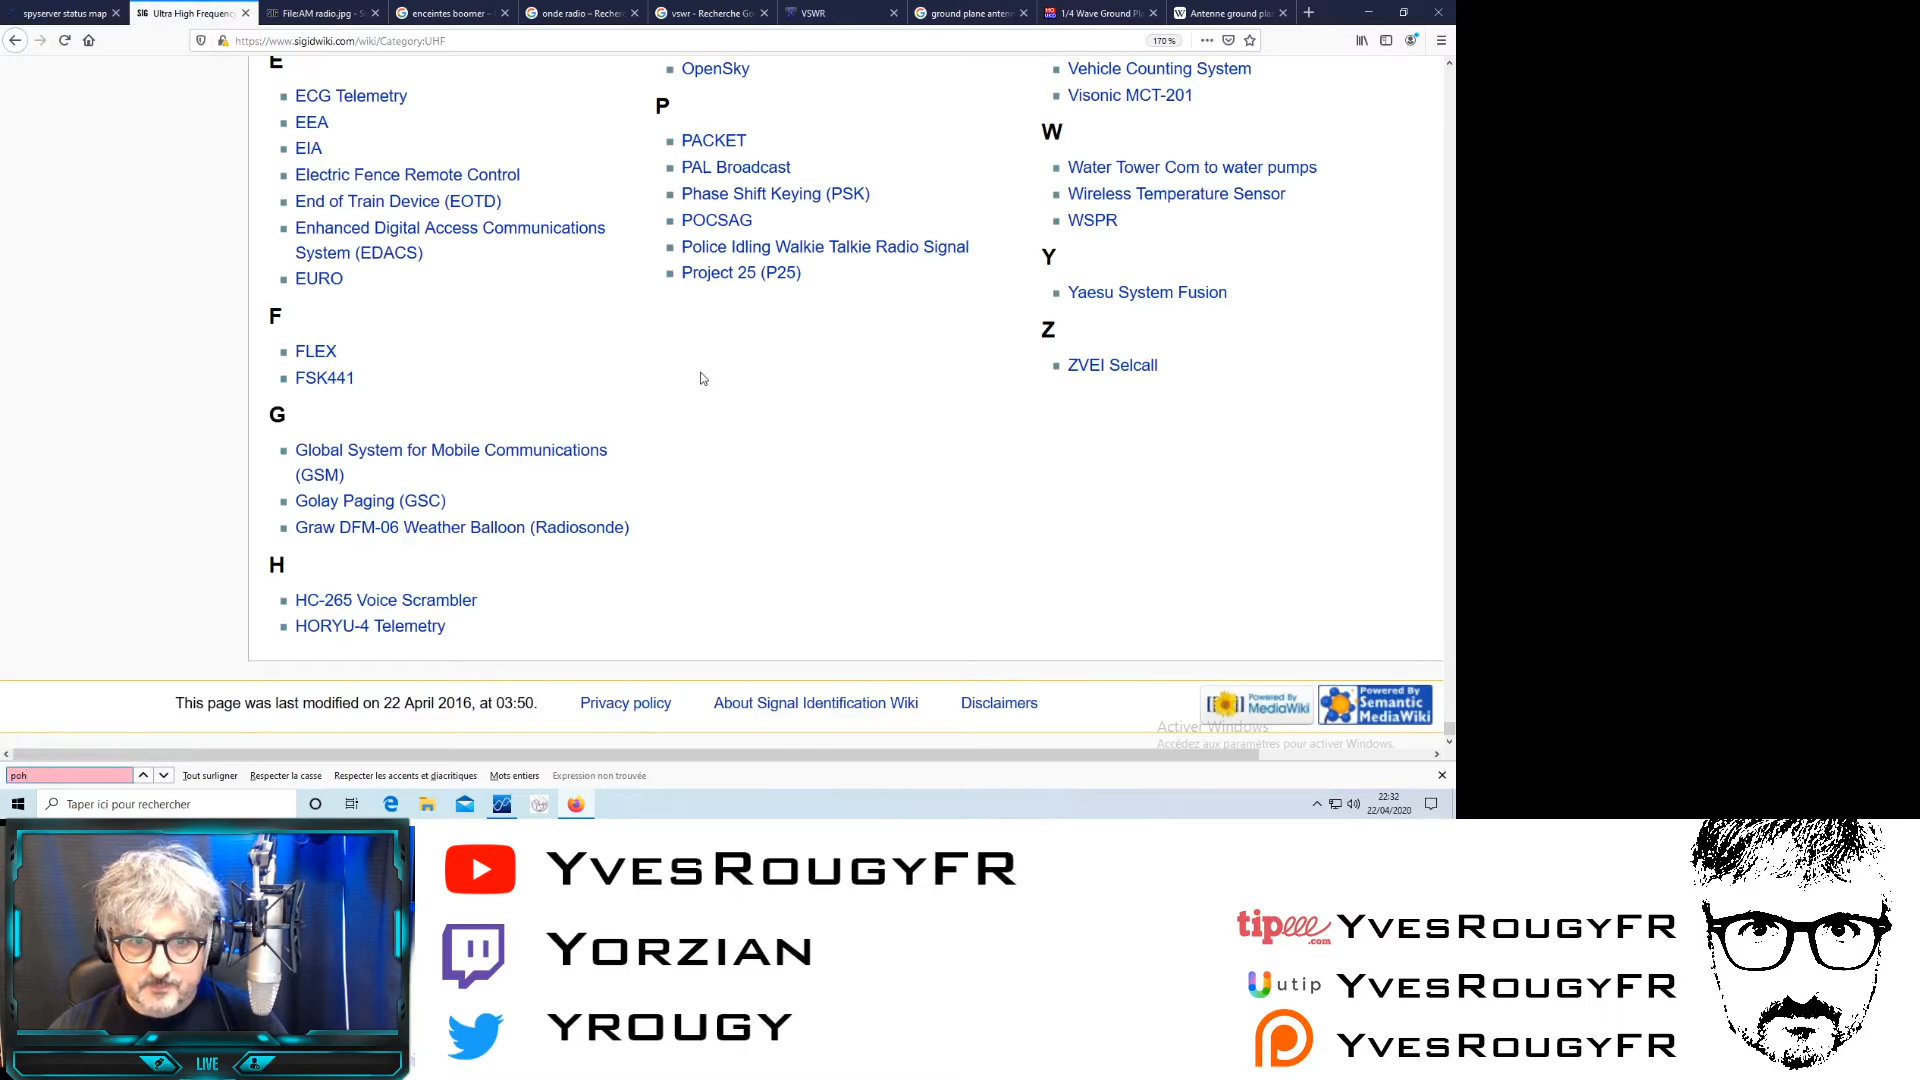 spyserver status map
SIG Ultra High Frequency
SIG File:AM radio.jpg - S
enceintes boomer –
onde radio – Recher
vswr - Recherche Go
VSWR
ground plane anten
1/4 Wave Ground Pl
W Antenne ground pla
https://www.sigidwiki.com/wiki/Category:UHF
170 %
E
ECG Telemetry
EEA
EIA
Electric Fence Remote Control
End of Train Device (EOTD)
Enhanced Digital Access Communications
System (EDACS)
EURO
F
FLEX
FSK441
G
Global System for Mobile Communications
(GSM)
Golay Paging (GSC)
Graw DFM-06 Weather Balloon (Radiosonde)
H
HC-265 Voice Scrambler
HORYU-4 Telemetry
OpenSky
P
PACKET
PAL Broadcast
Phase Shift Keying (PSK)
POCSAG
Police Idling Walkie Talkie Radio Signal
Project 25 (P25)
Vehicle Counting System
Visonic MCT-201
W
Water Tower Com to water pumps
Wireless Temperature Sensor
WSPR
Y
Yaesu System Fusion
Z
ZVEI Selcall
This page was last modified on 22 April 2016, at 03:50.
Privacy policy
About Signal Identification Wiki
Disclaimers
Powered By
MediaWiki
Powered By
Semantic
MediaWiki
Activer Windows
Accédez aux paramètres pour activer Windows.
poh
Tout surligner
Respecter la casse
Respecter les accents et diacritiques
Mots entiers
Expression non trouvée
Taper ici pour rechercher
22:32
22/04/2020
LIVE
YvesRougyFR
Yorzian
YRougy
tipeee
.com
YvesRougyFR
utip
YvesRougyFR
YvesRougyFR